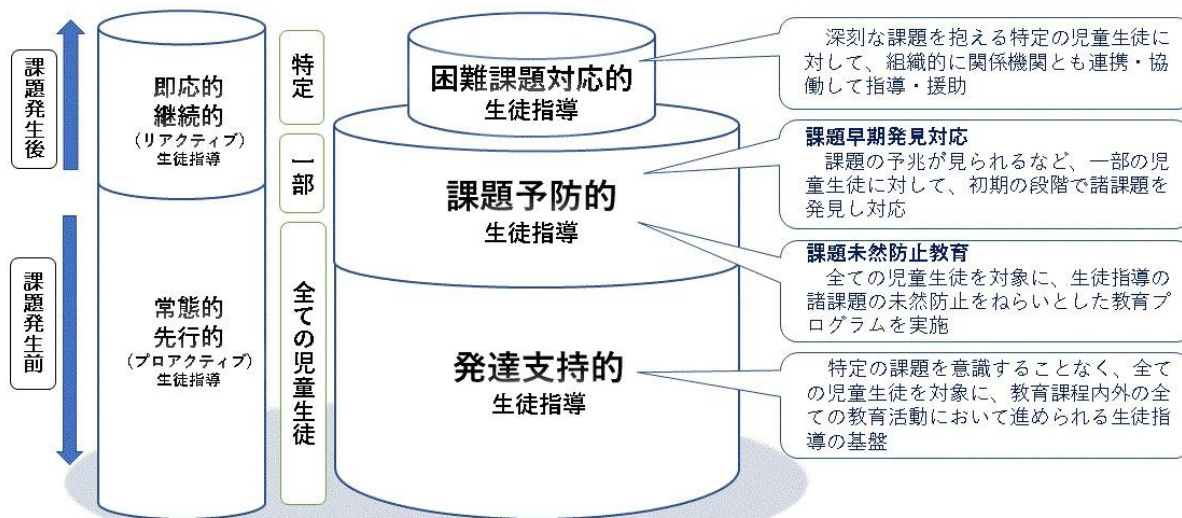 課題発生後
課題発生前
即応的
継続的
(リアクティブ)
生徒指導
常態的
先行的
(プロアクティブ)
生徒指導
特定
一部
全ての児童生徒
困難課題対応的
生徒指導
課題予防的
生徒指導
発達支持的
生徒指導
深刻な課題を抱える特定の児童生徒に
対して、組織的に関係機関とも連携・協
働して指導・援助
課題早期発見対応
課題の予兆が見られるなど、一部の児
童生徒に対して、初期の段階で諸課題を
発見し対応
課題未然防止教育
全ての児童生徒を対象に、生徒指導の
諸課題の未然防止をねらいとした教育プ
ログラムを実施
特定の課題を意識することなく、全て
の児童生徒を対象に、教育課程内外の全
ての教育活動において進められる生徒指
導の基盤